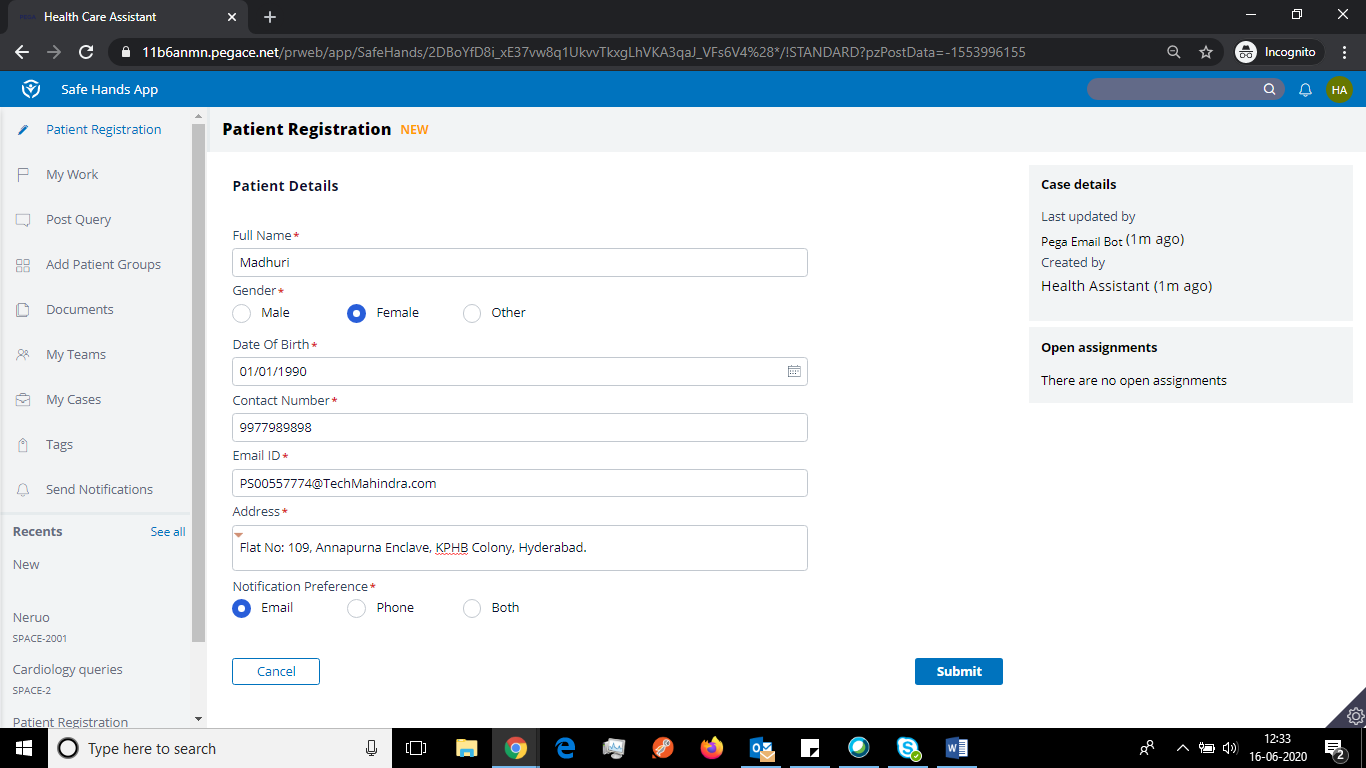 Health Care Assistant
11b6anmn.pegace.net/prweb/app/SafeHands/2DBoYfD8i_xE37vw8q1UkvvTkxgLhVKA3qaJ_VFs6V4%28*/!STANDARD?pzPostData=-1553996155
Incognito
Safe Hands App
HA
Patient Registration
My Work
Post Query
Add Patient Groups
Documents
My Teams
My Cases
Tags
Send Notifications
Recents See all
New
Neruo
SPACE-2001
Cardiology queries
SPACE-2
Patient Registration
Patient Registration NEW
Patient Details
Full Name*
Madhuri
Gender*
Male Female Other
Date Of Birth*
01/01/1990
Contact Number*
9977989898
Email ID*
PS00557774@TechMahindra.com
Address*
Flat No: 109, Annapurna Enclave, KPHB Colony, Hyderabad.
Notification Preference*
Email Phone Both
Cancel Submit
Case details
Last updated by
Pega Email Bot (1m ago)
Created by
Health Assistant (1m ago)
Open assignments
There are no open assignments
Type here to search
12:33
16-06-2020
2